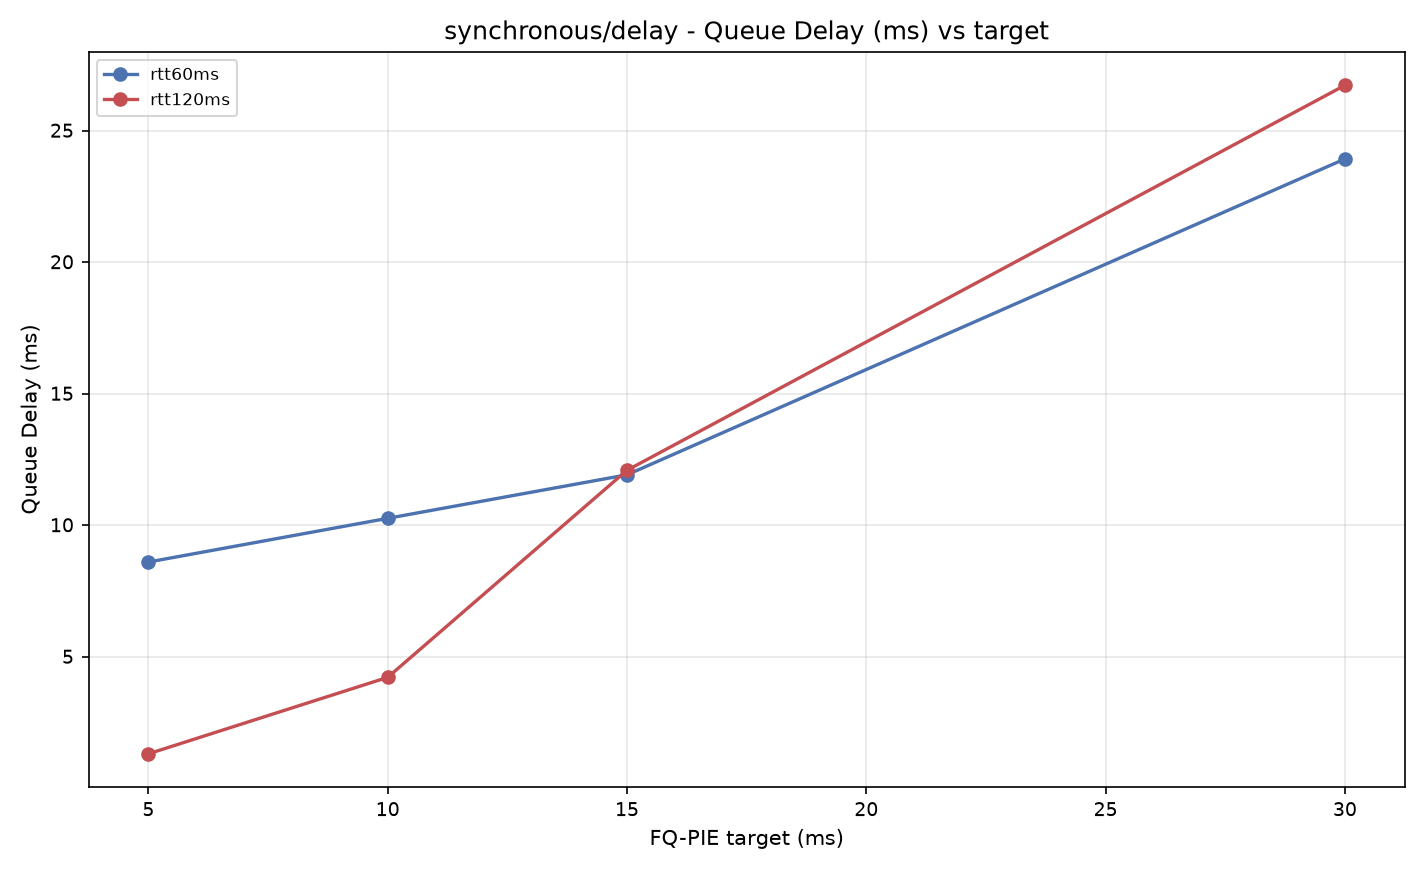 synchronous/delay - Queue Delay (ms) vs target
rtt60ms
rtt120ms
Queue Delay (ms)
25
20
15
10
5
5 10 15 20 25 30
FQ-PIE target (ms)